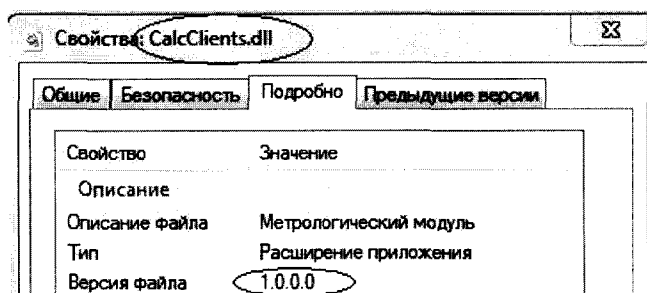 Свойства: CalcClients.dll
Общие Безопасность Подробно Предыдущие версии
Свойство Значение
Описание
Описание файла Метрологический модуль
Тип Расширение приложения
Версия файла 1.0.0.0